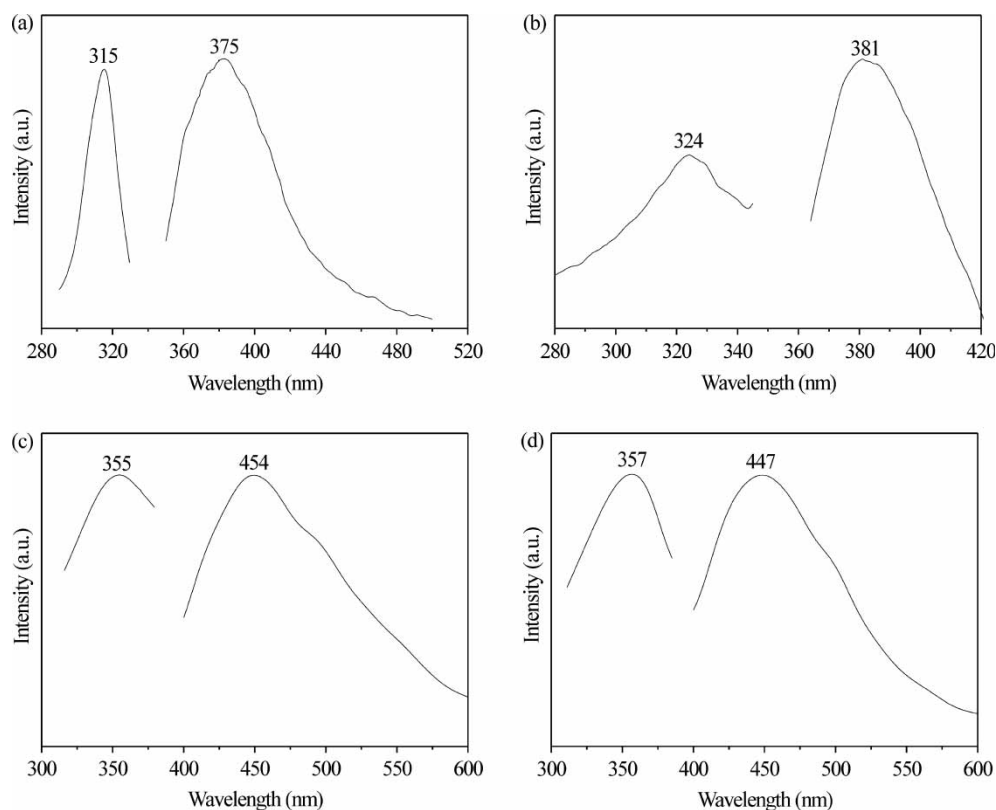 (a)
315
375
Intensity (a.u.)
280 320 360 400 440 480 520
Wavelength (nm)
(b)
381
324
Intensity (a.u.)
280 300 320 340 360 380 400 420
Wavelength (nm)
(c)
355
454
Intensity (a.u.)
300 350 400 450 500 550 600
Wavelength (nm)
(d)
357
447
Intensity (a.u.)
300 350 400 450 500 550 600
Wavelength (nm)